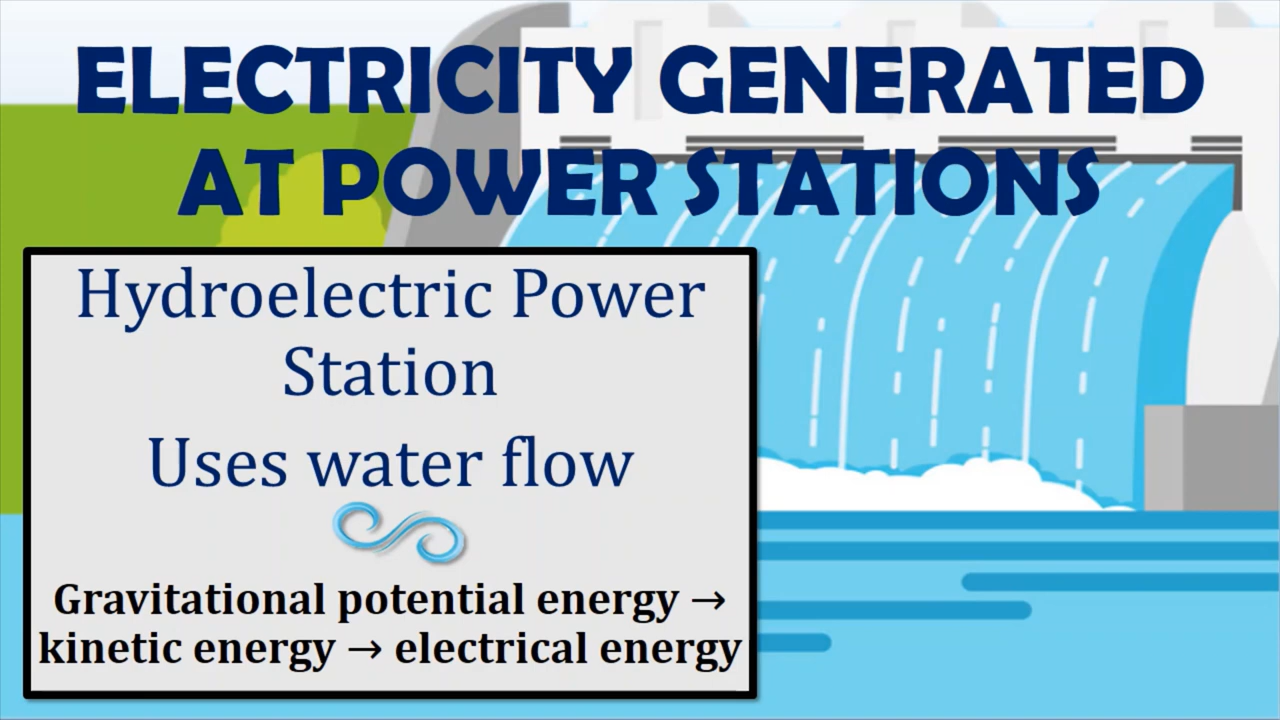 ELECTRICITY GENERATED
AT POWER STATIONS
Hydroelectric Power
Station
Uses water flow
Gravitational potential energy →
kinetic energy → electrical energy